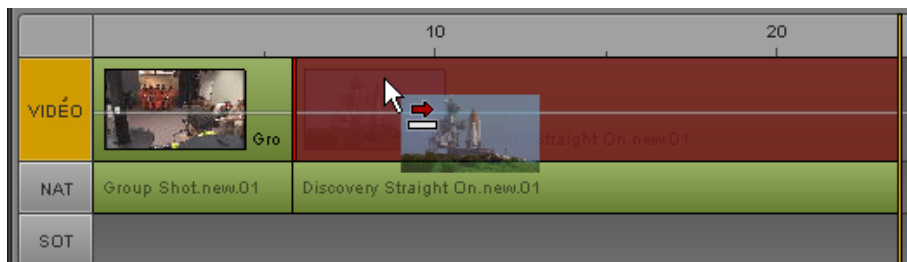 10
20
VIDÉO
Gro
Straight On.new.01
NAT
Group Shot.new.01
Discovery Straight On.new.01
SOT